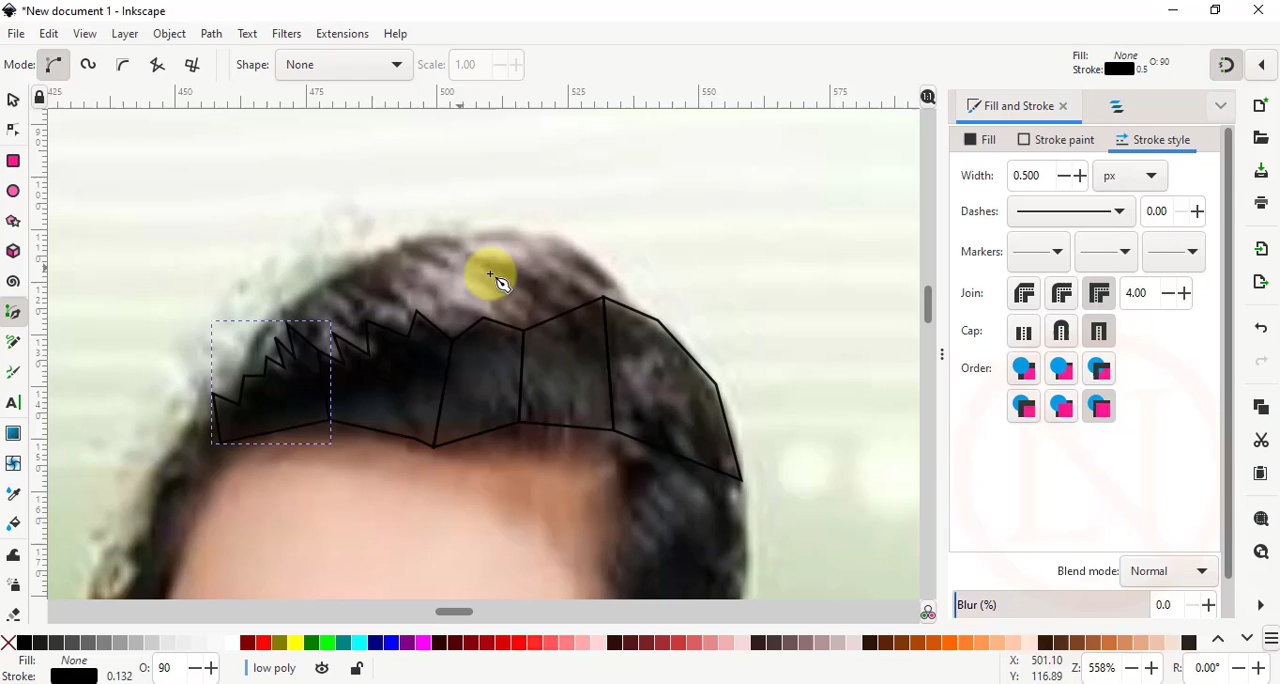 *New document 1 - Inkscape
File Edit View Layer Object Path Text Filters Extensions Help
Mode: Shape: None Scale: 1.00 Fill: None O: 90
Stroke: 0.5
425 450 475 500 525 550 575
Fill and Stroke
Fill Stroke paint Stroke style
Width: 0.500 px
Dashes: 0.00
Markers:
Join: 4.00
Cap:
Order:
Blend mode: Normal
Blur (%) 0.0
Fill: None O: 90 low poly X: 501.10 Z: 558% R: 0.00°
Stroke: 0.132 Y: 116.89